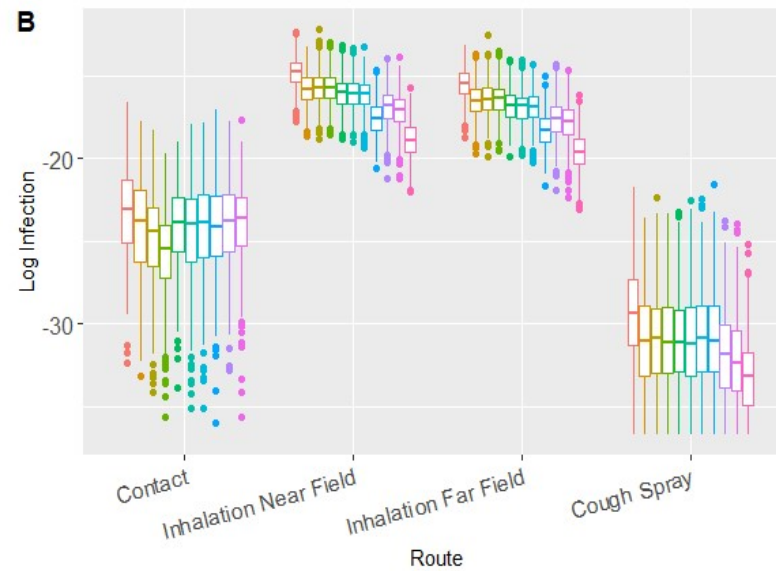 B
Log Infection
-20
-30
Contact
Inhalation Near Field
Inhalation Far Field
Cough Spray
Route